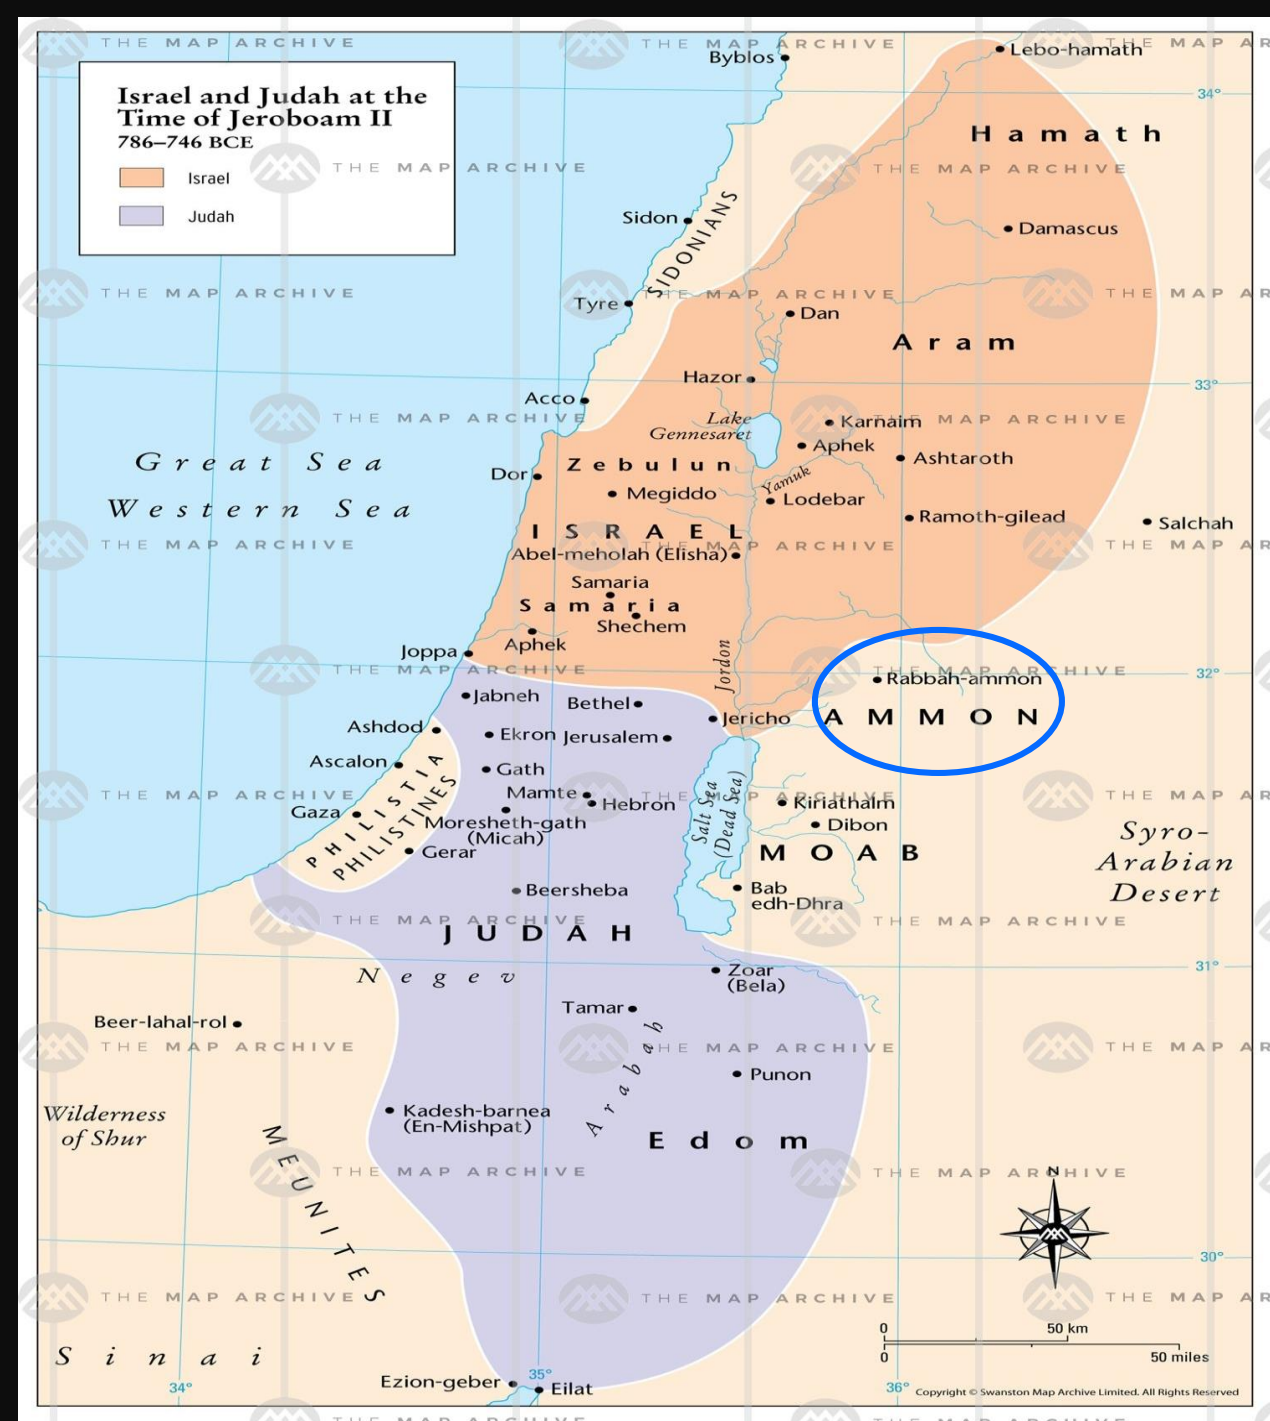 Israel and Judah at the
Time of Jeroboam II
786–746 BCE
Israel
Judah
Byblos
Lebo-hamath
34°
Hamath
Sidon
SIDONIANS
Damascus
Tyre
Dan
Aram
Hazor
33°
Acco
Lake
Gennesaret
Karnaim
Aphek
Ashtaroth
Great Sea
Western Sea
Dor
Zebulun
Megiddo
Yamuk
Lodebar
Ramoth-gilead
Salchah
ISRAEL
Abel-meholah (Elisha)
Samaria
Samaria
Shechem
Aphek
Joppa
Jordon
32°
Rabbah-ammon
AMMON
Jabneh
Bethel
Jericho
Ashdod
Ekron
Jerusalem
Ascalon
Gath
PHILISTIA
PHILISTINES
Mamte
Hebron
Salt Sea
(Dead Sea)
Kiriathalm
Dibon
Gaza
Moresheth-gath
(Micah)
Gerar
MOAB
Syro-
Arabian
Desert
Beersheba
Bab
edh-Dhra
JUDAH
Negev
31°
Zoar
(Bela)
Tamar
Beer-lahal-rol
Arabah
Punon
Wilderness
of Shur
Kadesh-barnea
(En-Mishpat)
Edom
MEUNITES
N
30°
Sinai
0 50 km
0 50 miles
Ezion-geber
Eilat
34°
35°
36°
Copyright © Swanston Map Archive Limited. All Rights Reserved
THE MAP ARCHIVE